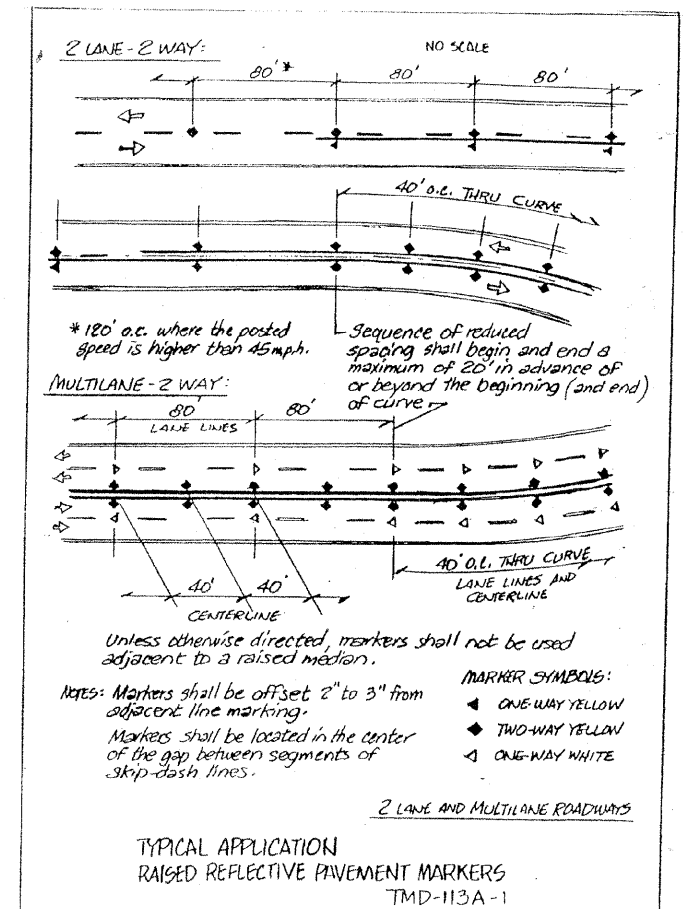 2 LANE - 2 WAY:
NO SCALE
80'* 80' 80'
40' o.c. THRU CURVE
* 120' o.c. where the posted
speed is higher than 45 mph.
Sequence of reduced
spacing shall begin and end a
maximum of 20' in advance of
or beyond the beginning (and end)
of curve
MULTILANE - 2 WAY:
80' 80'
LANE LINES
40' O.C. THRU CURVE
LANE LINES AND
CENTERLINE
40' 40'
CENTERLINE
Unless otherwise directed, markers shall not be used
adjacent to a raised median.
NOTES: Markers shall be offset 2" to 3" from
adjacent line marking.
Markers shall be located in the center
of the gap between segments of
skip-dash lines.
MARKER SYMBOLS:
ONE-WAY YELLOW
TWO-WAY YELLOW
ONE-WAY WHITE
2 LANE AND MULTILANE ROADWAYS
TYPICAL APPLICATION
RAISED REFLECTIVE PAVEMENT MARKERS
TMD-113A-1